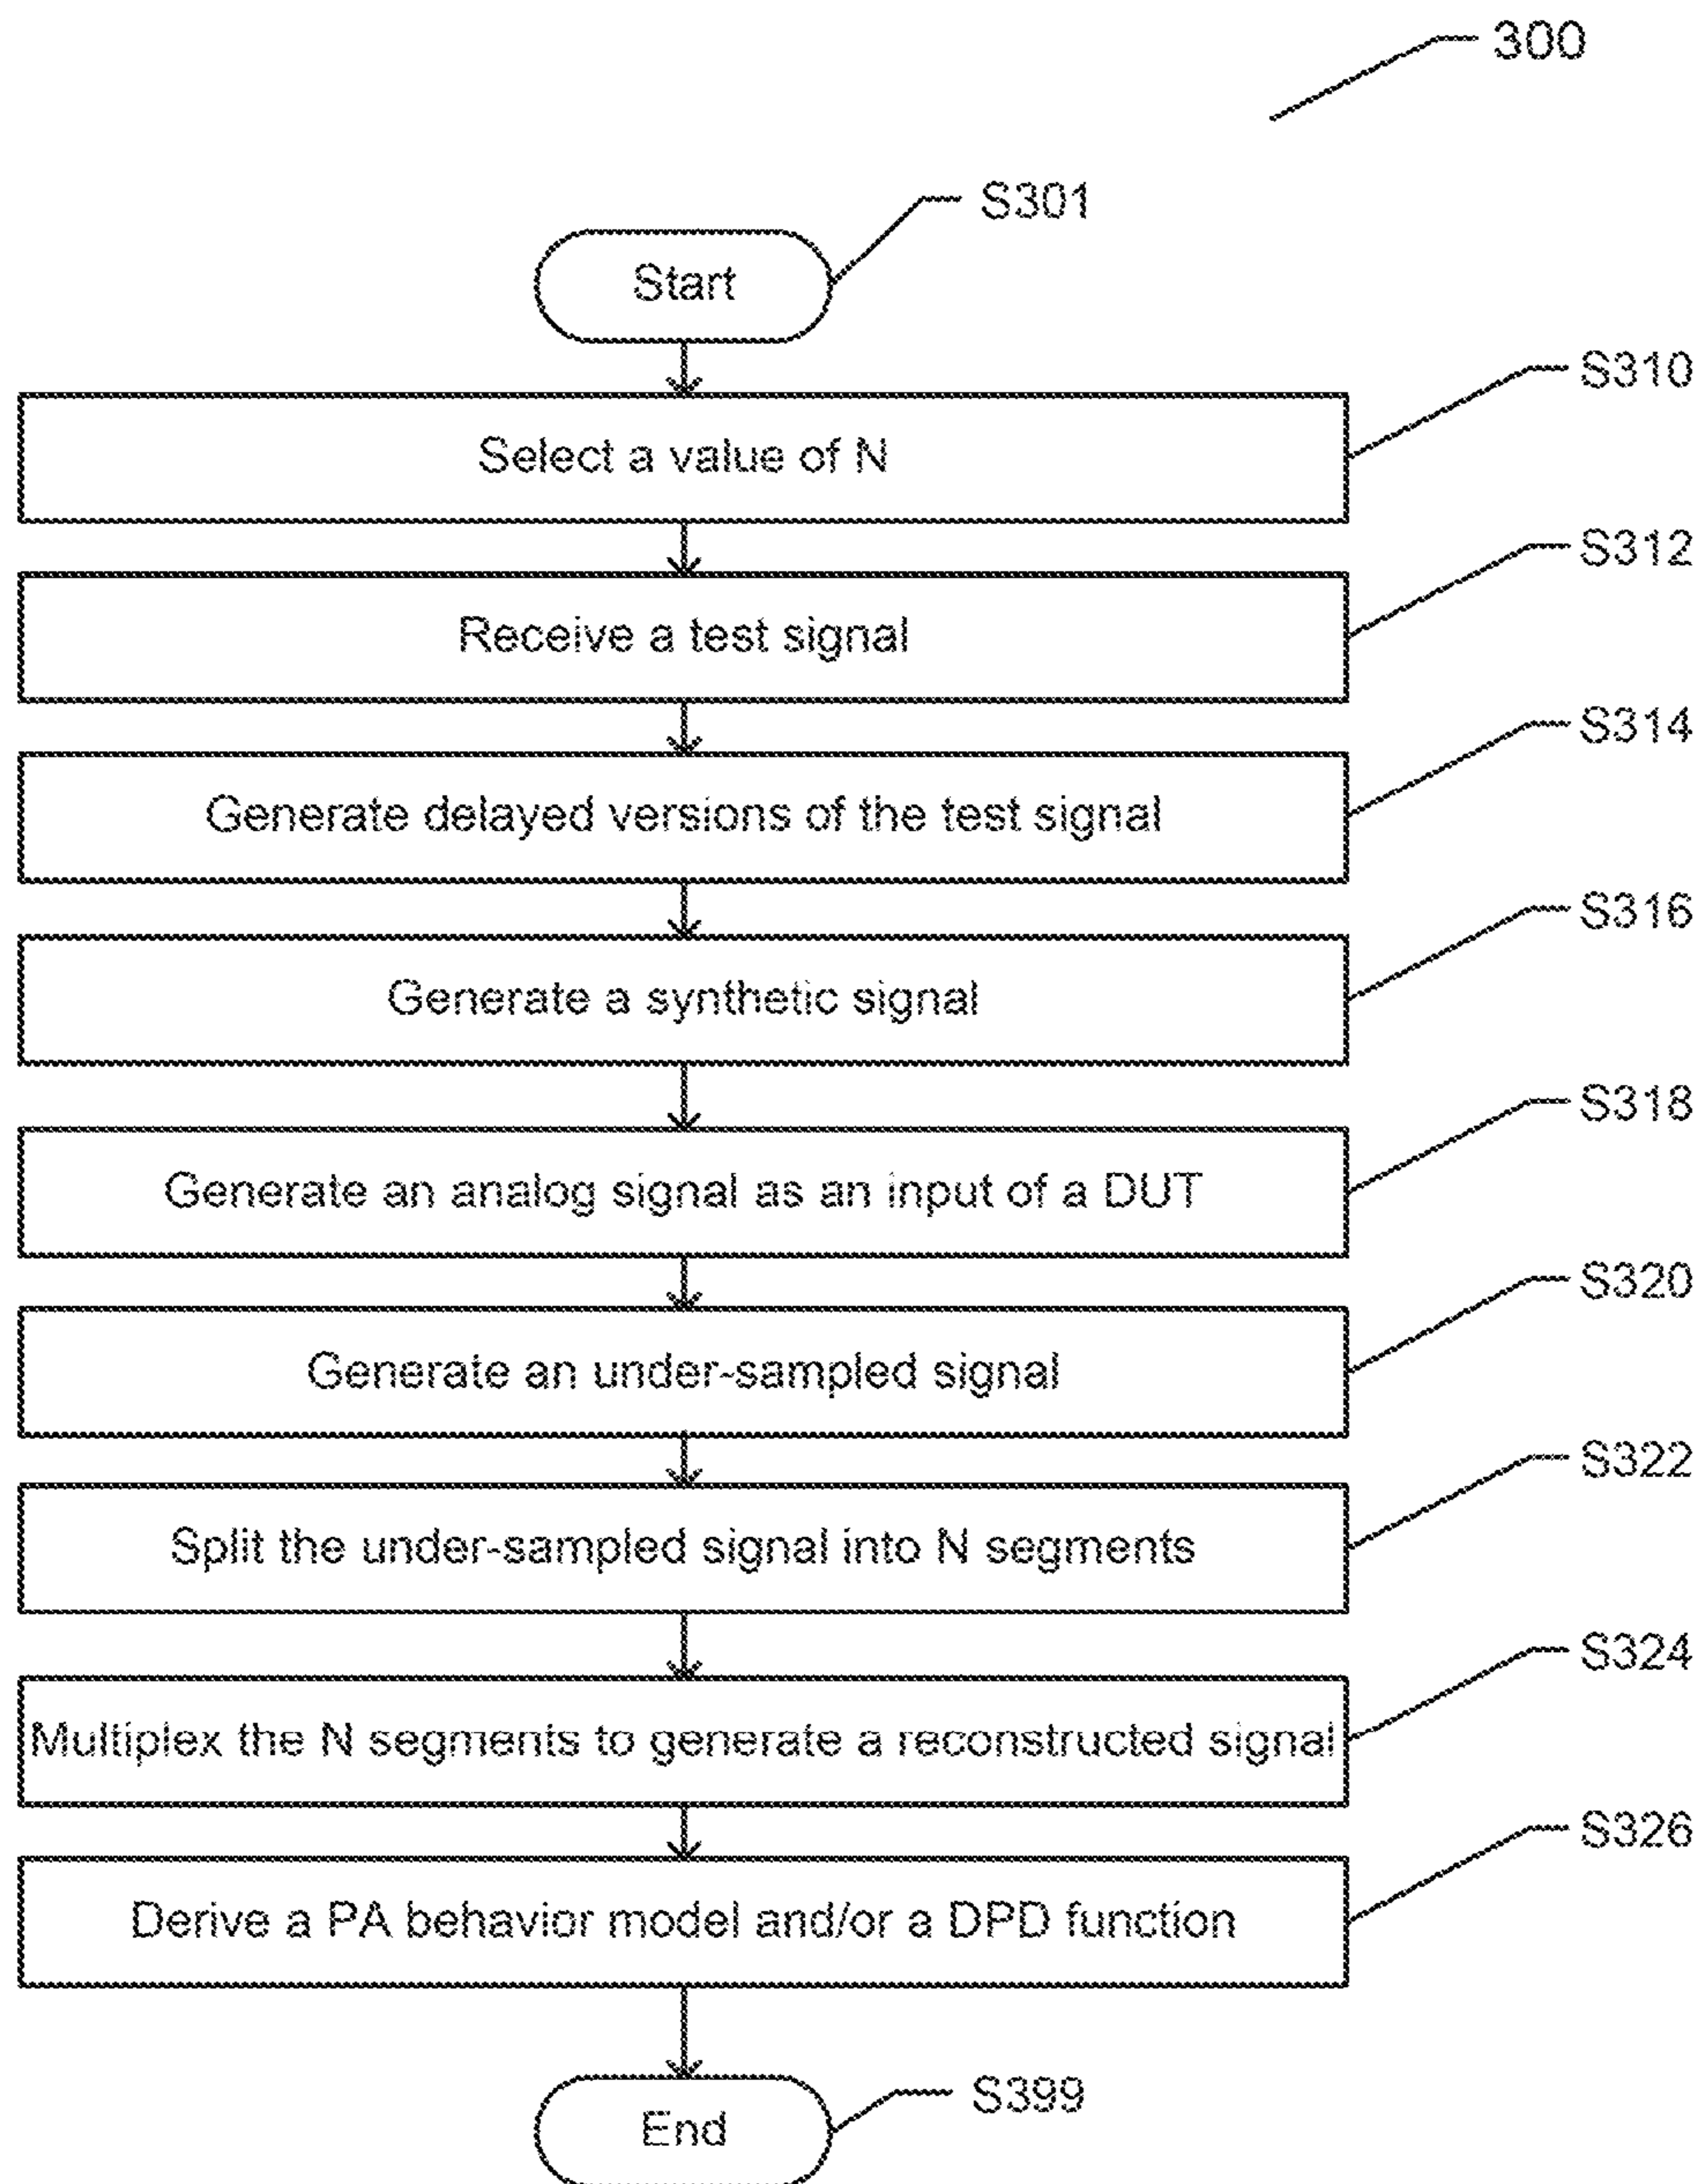 300
S301
Start
S310
Select a value of N
S312
Receive a test signal
S314
Generate delayed versions of the test signal
S316
Generate a synthetic signal
S318
Generate an analog signal as an input of a DUT
S320
Generate an under-sampled signal
S322
Split the under-sampled signal into N segments
S324
Multiplex the N segments to generate a reconstructed signal
S326
Derive a PA behavior model and/or a DPD function
S399
End